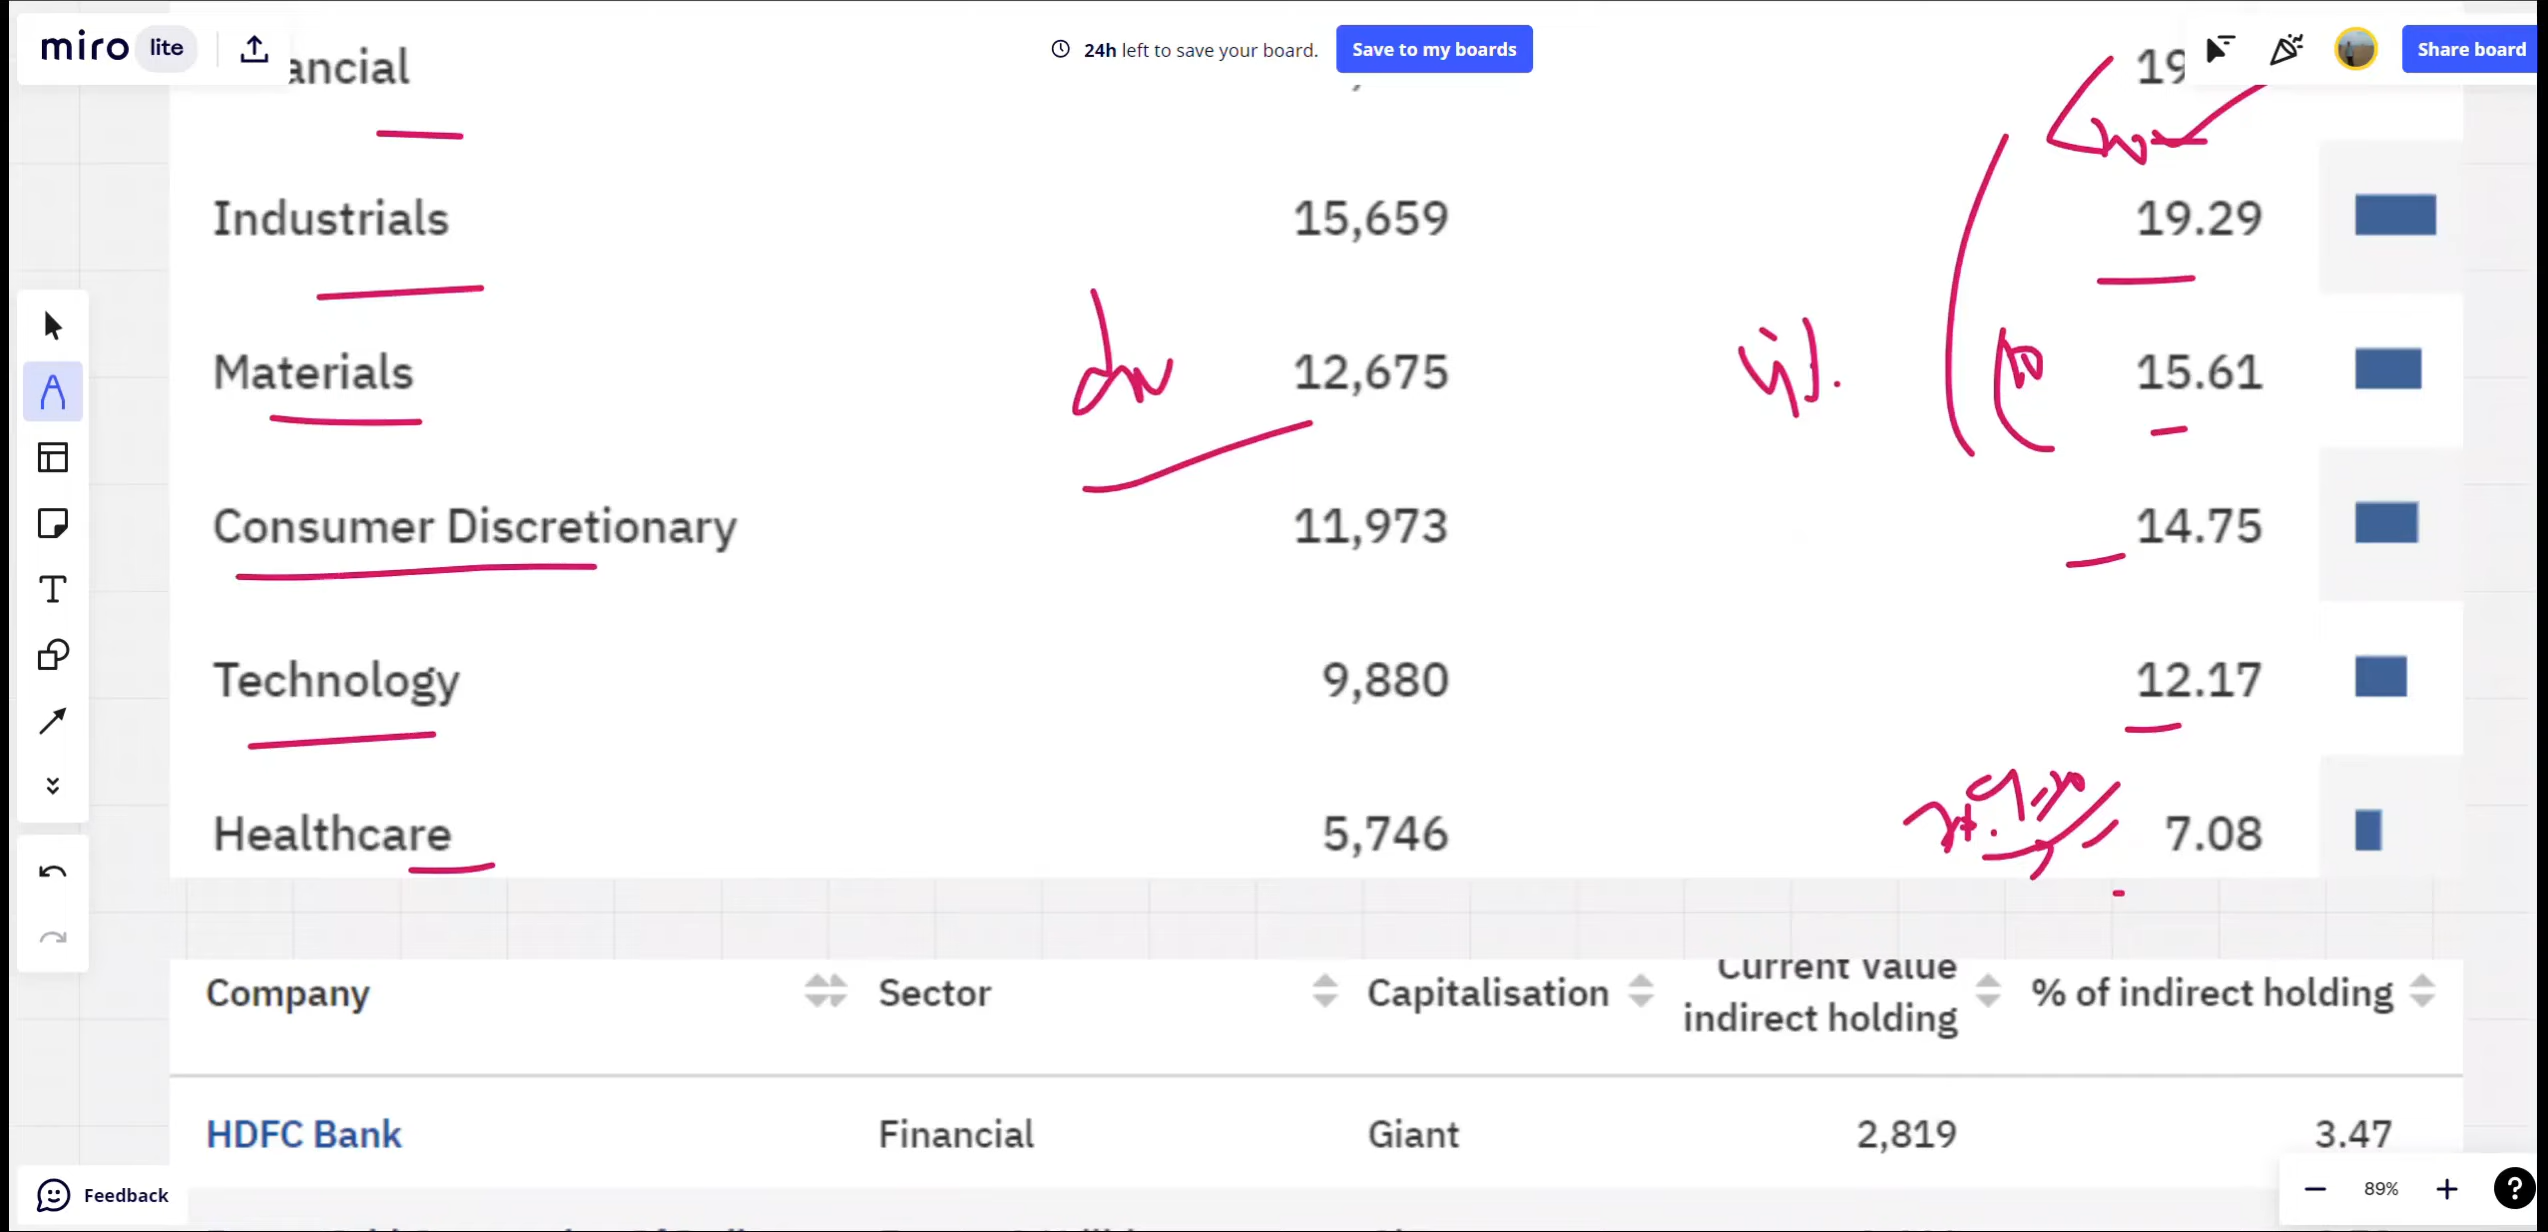 miro lite
24h left to save your board. Save to my boards
Share board
ancial 19
Industrials 15,659 19.29
Materials 12,675 15.61
Consumer Discretionary 11,973 14.75
Technology 9,880 12.17
Healthcare 5,746 7.08
Company Sector Capitalisation Current Value indirect holding % of indirect holding
HDFC Bank Financial Giant 2,819 3.47
Feedback
89%